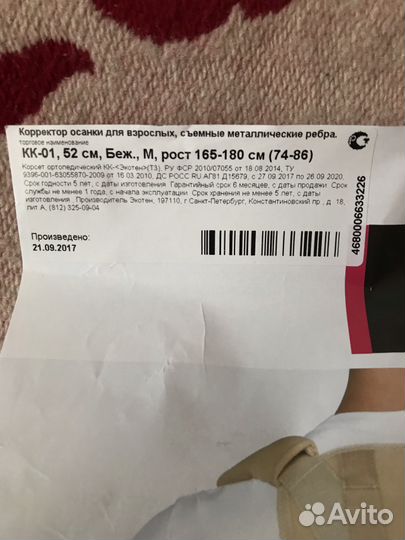 Корректор осанки для взрослых, съемные металлические ребра.
торговое наименование
КК-01, 52 см, Беж., М, рост 165-180 см (74-86)
Корсет ортопедический КК-«Экотен»(Т3), РУ ФСР 2010/07055 от 18 08 2014, ТУ
9396-001-63055870-2009 от 16 03 2010, ДС РОСС RU АГ81 Д15679, с 27 09 2017 по 26 09 2020,
Срок годности 5 лет, с даты изготовления Гарантийный срок 6 месяцев, с даты продажи Срок
службы не менее 1 года, с начала эксплуатации Срок хранения не менее 5 лет, с даты
изготовления . Производитель Экотен, 197110, г Санкт-Петербург, Константиновский пр , д 18,
лит А, (812) 325-09-04
Произведено:
21.09.2017
4680006633226
Avito